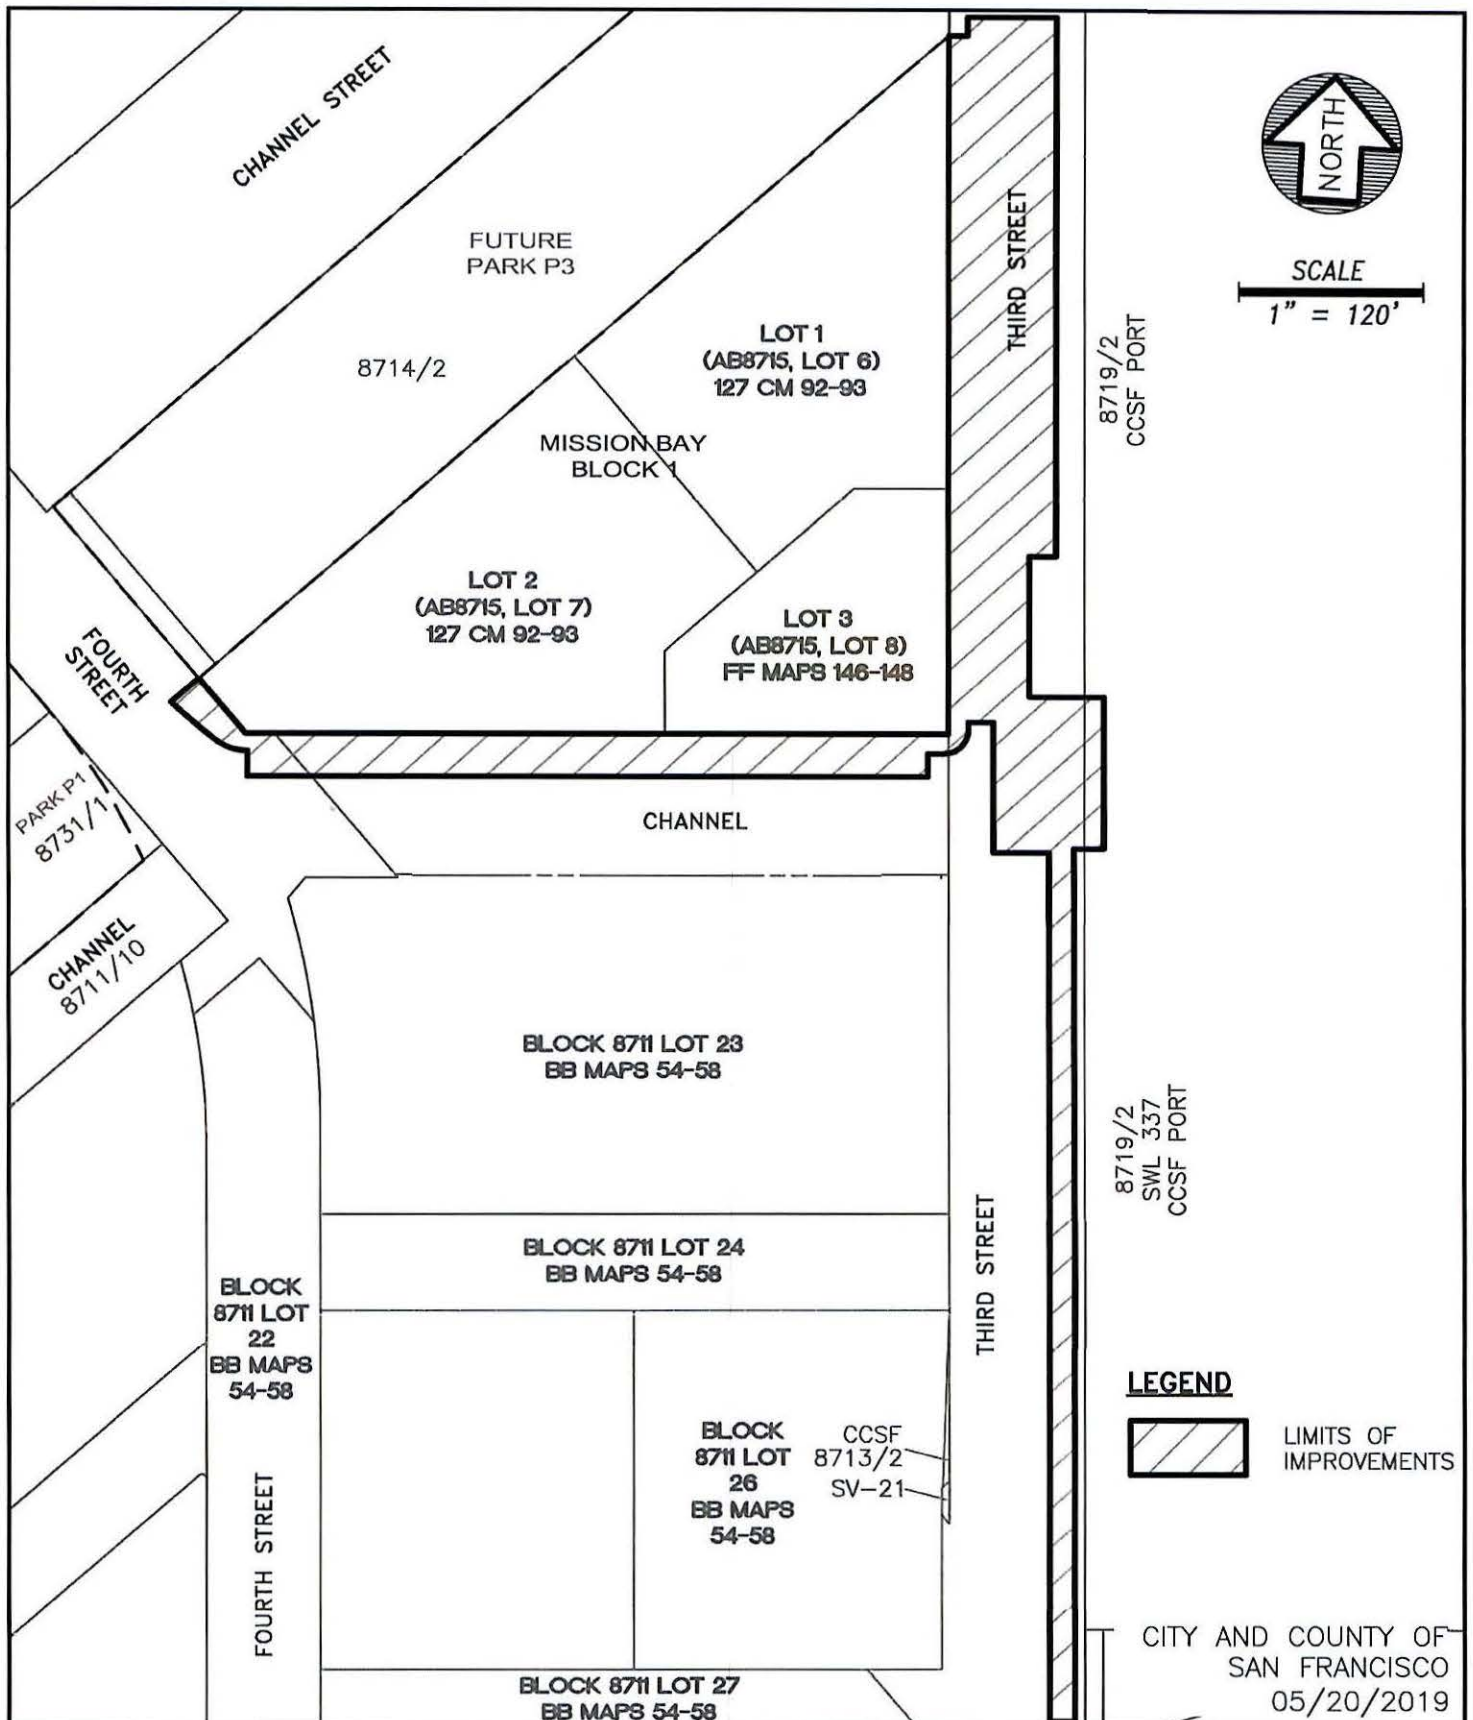 CHANNEL STREET
NORTH
SCALE
1" = 120'
FUTURE
PARK P3
8714/2
THIRD STREET
LOT 1
(AB8715, LOT 6)
127 CM 92-93
8719/2
CCSF PORT
MISSION BAY
BLOCK 1
LOT 2
(AB8715, LOT 7)
127 CM 92-93
LOT 3
(AB8715, LOT 8)
FF MAPS 146-148
FOURTH
STREET
PARK P1
8731/1
CHANNEL
CHANNEL
8711/10
BLOCK 8711 LOT 23
BB MAPS 54-58
8719/2
SWL 337
CCSF PORT
BLOCK 8711 LOT 24
BB MAPS 54-58
THIRD STREET
BLOCK
8711 LOT
22
BB MAPS
54-58
LEGEND
LIMITS OF
IMPROVEMENTS
BLOCK
8711 LOT
26
BB MAPS
54-58
CCSF
8713/2
SV-21
FOURTH STREET
BLOCK 8711 LOT 27
BB MAPS 54-58
CITY AND COUNTY OF
SAN FRANCISCO
05/20/2019